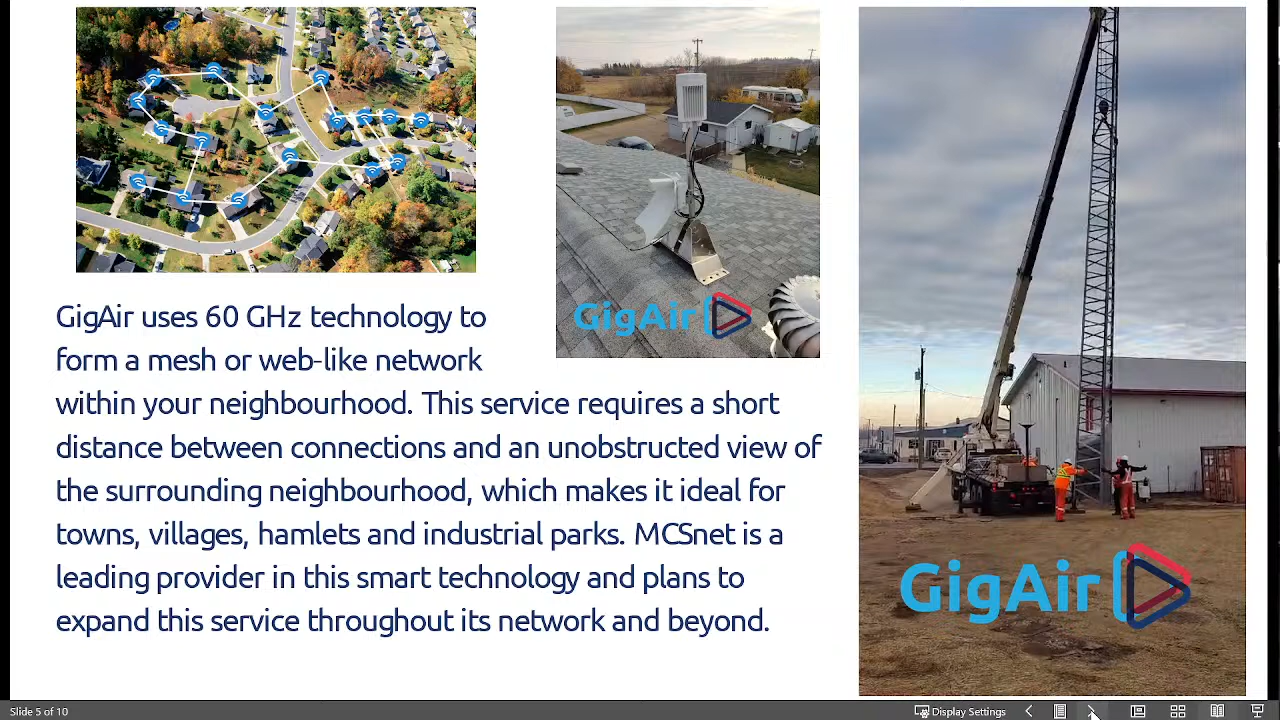 GigAir uses 60 GHz technology to
form a mesh or web-like network
within your neighbourhood. This service requires a short
distance between connections and an unobstructed view of
the surrounding neighbourhood, which makes it ideal for
towns, villages, hamlets and industrial parks. MCSnet is a
leading provider in this smart technology and plans to
expand this service throughout its network and beyond.
GigAir
GigAir
Slide 5 of 10
Display Settings